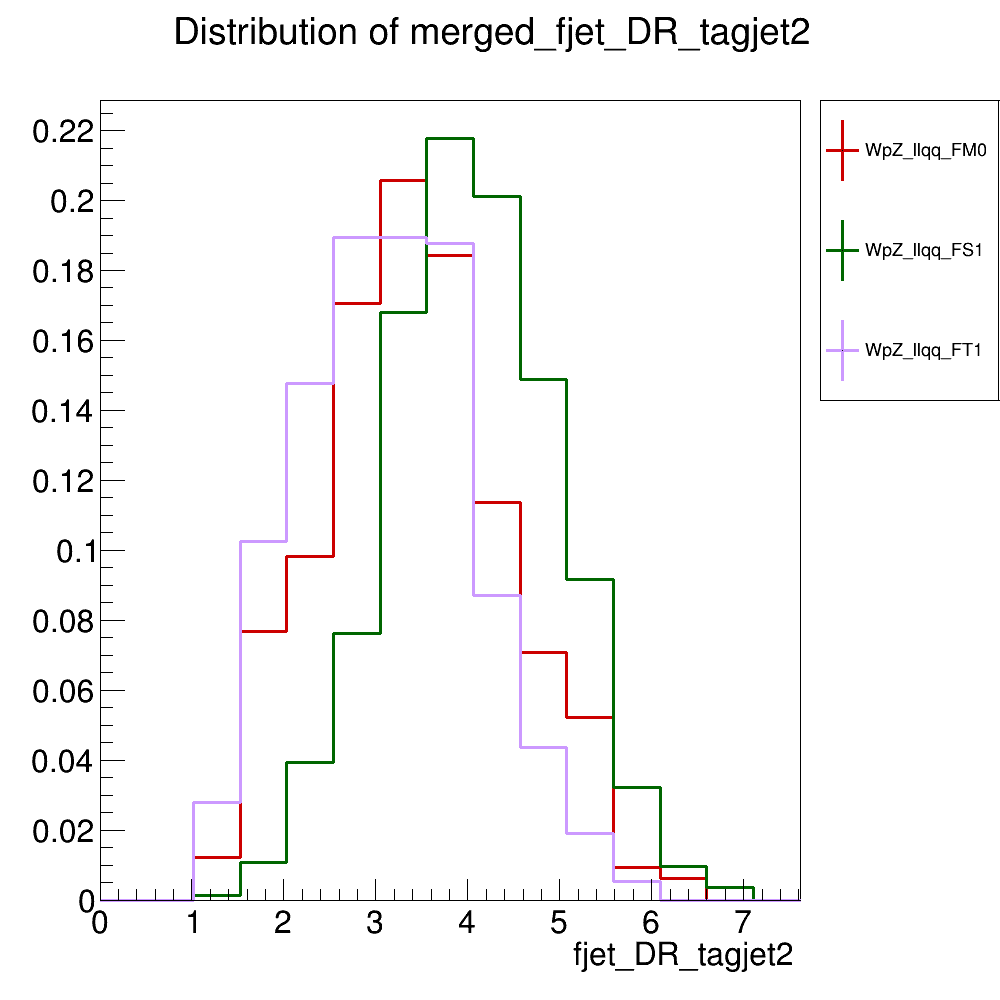 Distribution of merged_fjet_DR_tagjet2
WpZ_llqq_FM0
WpZ_llqq_FS1
WpZ_llqq_FT1
0.22
0.2
0.18
0.16
0.14
0.12
0.1
0.08
0.06
0.04
0.02
0
0 1 2 3 4 5 6 7
fjet_DR_tagjet2